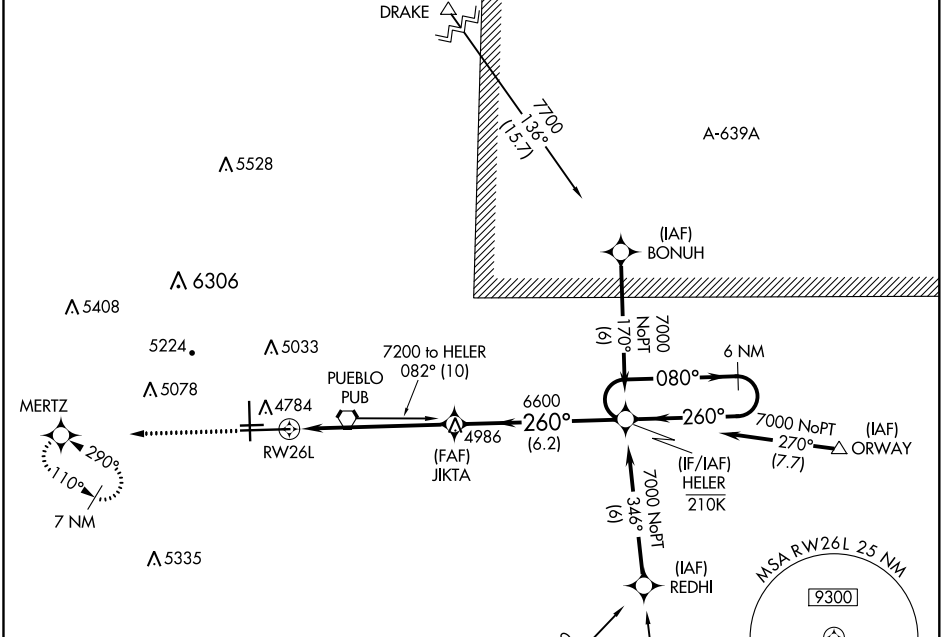 DRAKE
7700
136°
(15.7)
A-639A
5528
(IAF)
BONUH
6306
5408
7000
NoPT
170°
(6)
5224
5033
7200 to HELER
082° (10)
6 NM
080°
5078
PUEBLO
PUB
MERTZ
4784
6600
260°
(6.2)
260°
7000 NoPT
270°
(7.7)
(IAF)
ORWAY
RW26L
4986
(FAF)
JIKTA
(IF/IAF)
HELER
210K
290°
110°
7 NM
7000 NoPT
346°
(6)
5335
(IAF)
REDHI
MSA RW26L 25 NM
9300